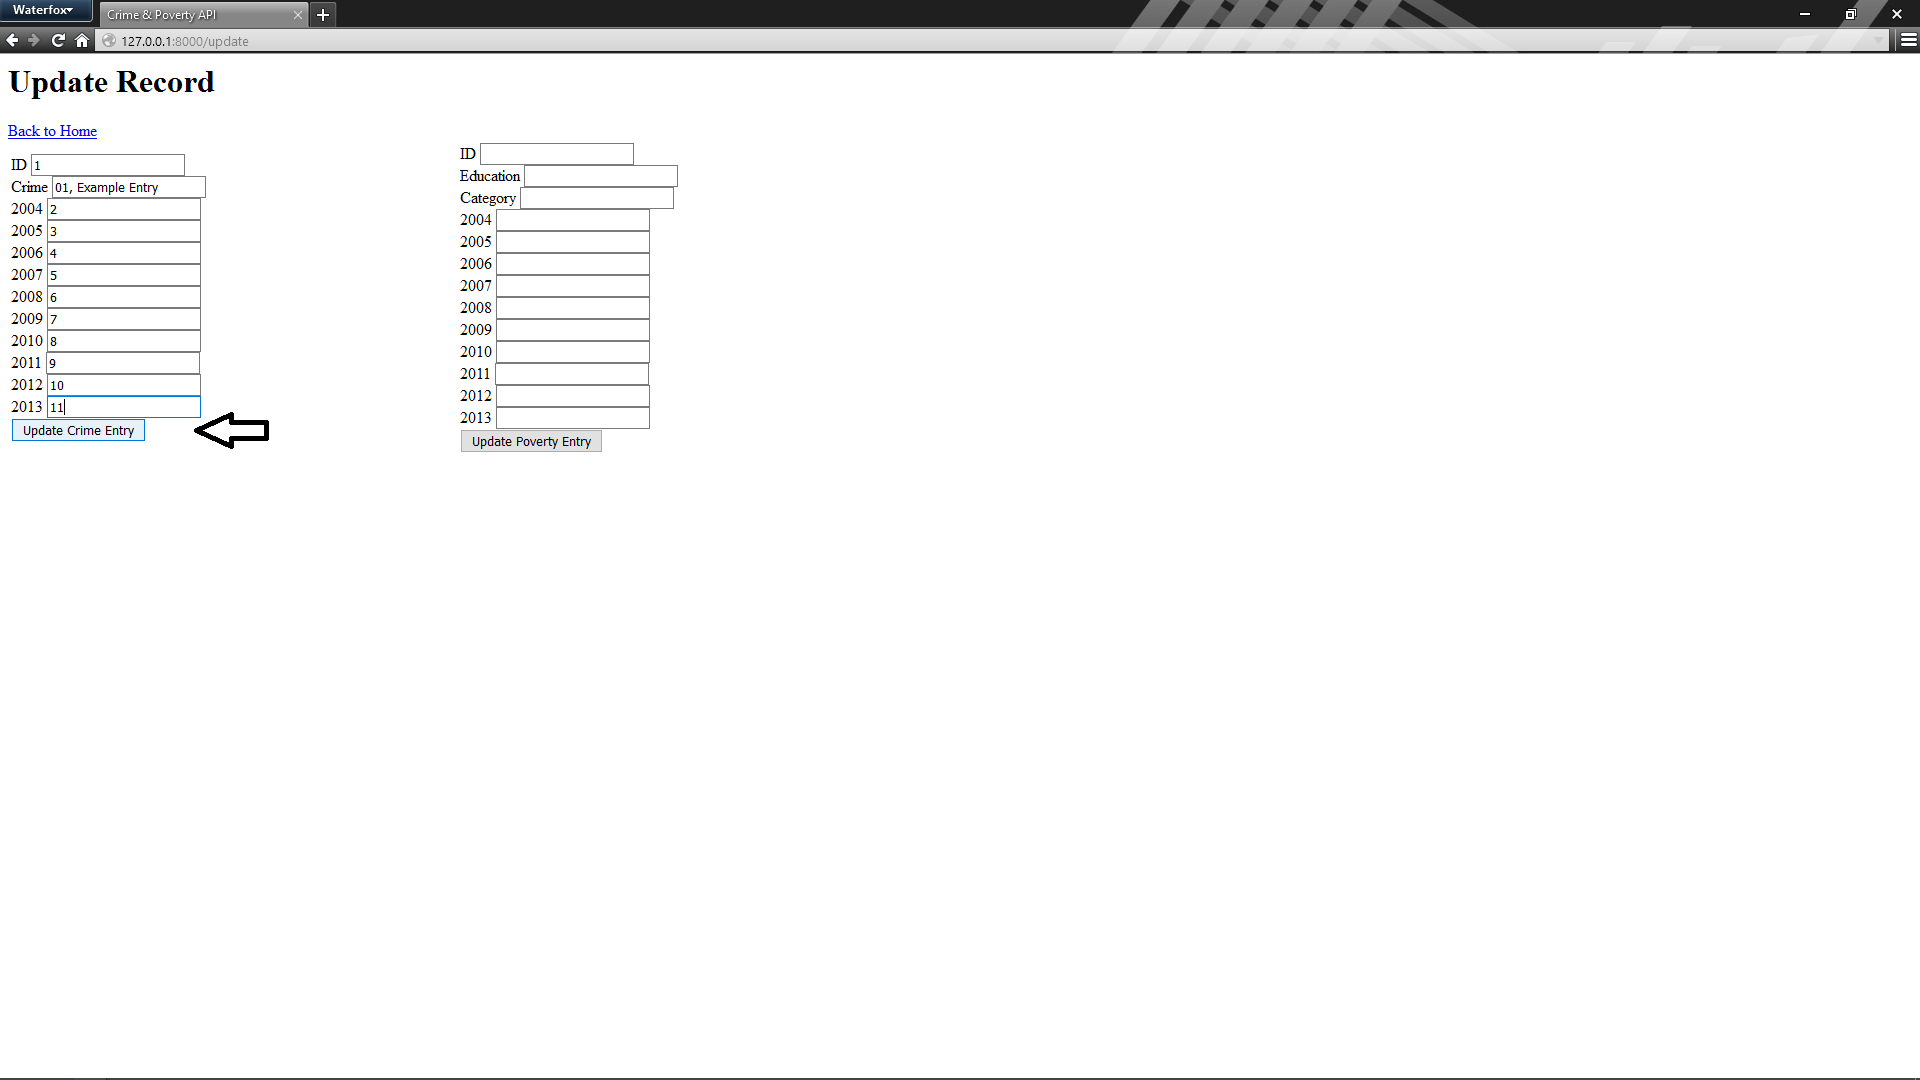 Waterfox
Crime & Poverty API
127.0.0.1:8000/update
Update Record
Back to Home
ID 1
Crime 01, Example Entry
2004 2
2005 3
2006 4
2007 5
2008 6
2009 7
2010 8
2011 9
2012 10
2013 11
Update Crime Entry
ID
Education
Category
2004
2005
2006
2007
2008
2009
2010
2011
2012
2013
Update Poverty Entry